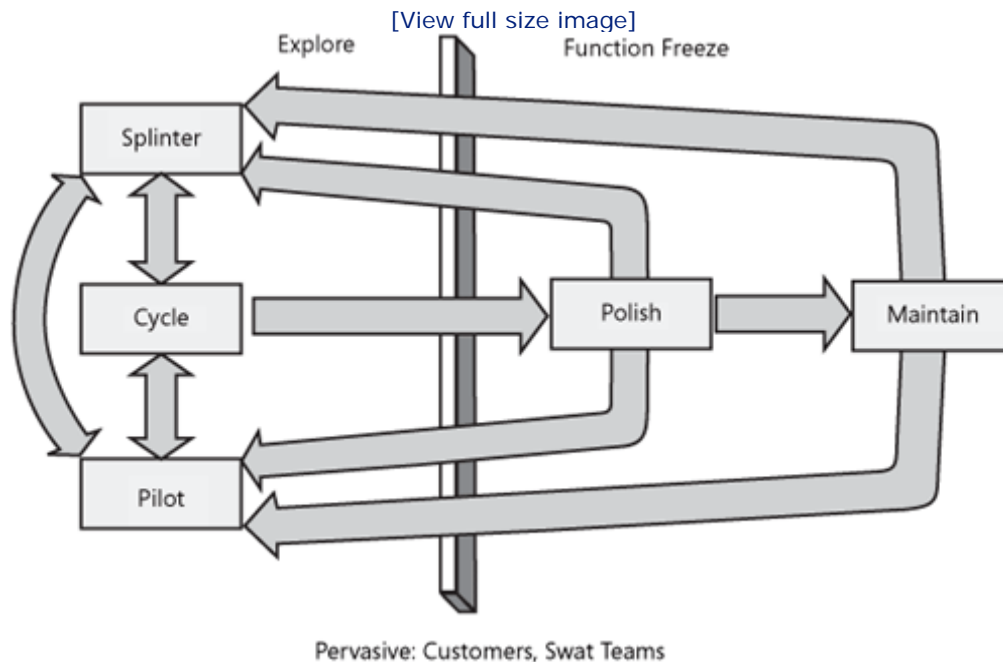 [View full size image]
Explore
Function Freeze
Splinter
Cycle
Polish
Maintain
Pilot
Pervasive: Customers, Swat Teams